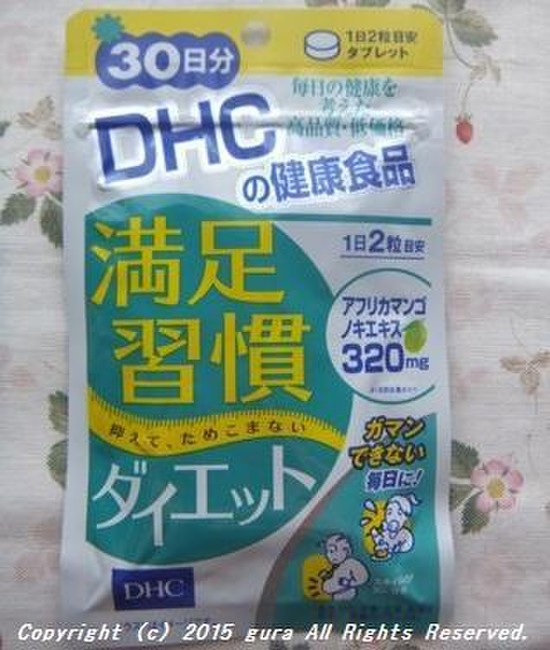 30日分
1日2粒目安
タブレット
毎日の健康を
考えた
高品質・低価格
DHC
の健康食品
満足
習慣
1日2粒目安
アフリカマンゴ
ノキエキス
320mg
抑えて、ためこまない
ダイエット
ガマン
できない
毎日に!
DHC
Copyright (c) 2015 gura All Rights Reserved.